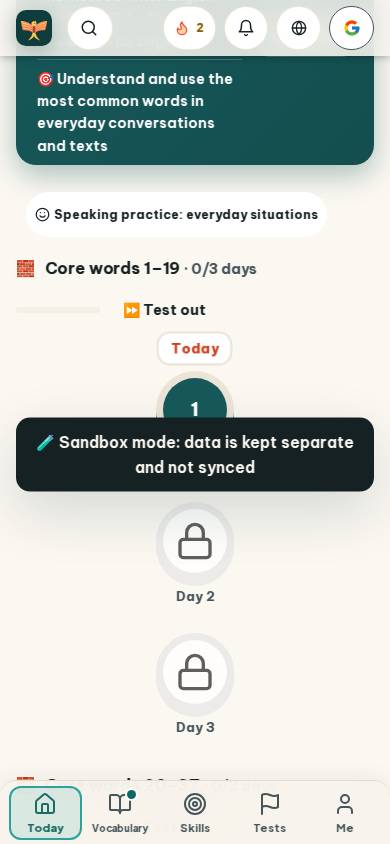 2
Understand and use the
most common words in
everyday conversations
and texts
Speaking practice: everyday situations
Core words 1–19 · 0/3 days
Test out
Today
1
Sandbox mode: data is kept separate
and not synced
Day 2
Day 3
Today
Vocabulary
Skills
Tests
Me